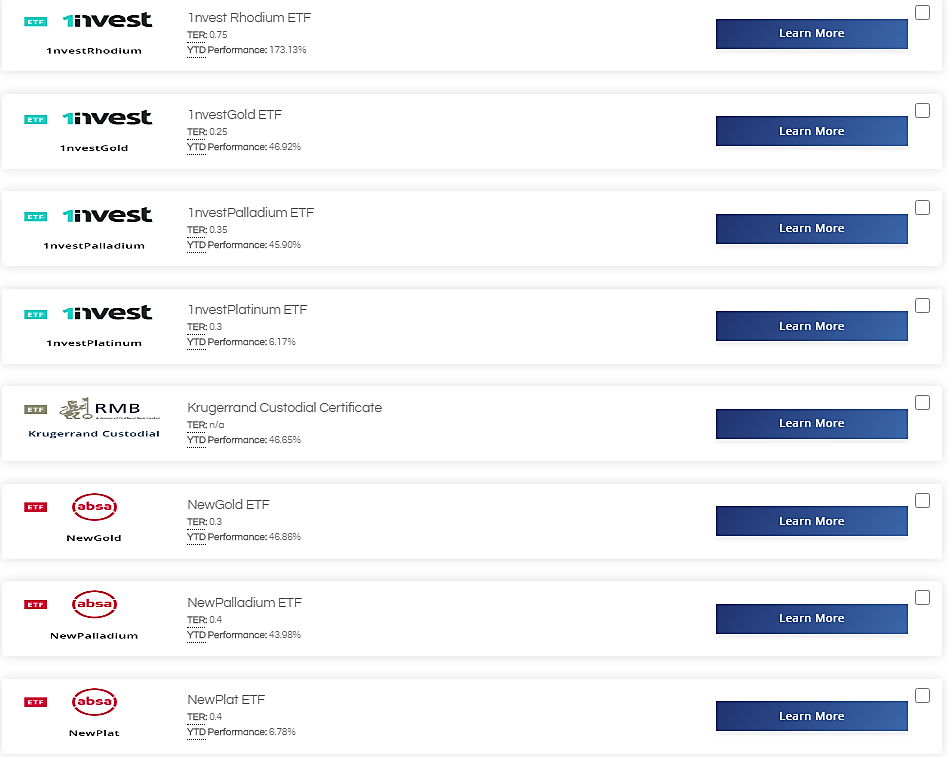 ETF 1nvest
1nvestRhodium
1nvest Rhodium ETF
TER: 0.75
YTD Performance: 173.13%
Learn More
ETF 1nvest
1nvestGold
1nvestGold ETF
TER: 0.25
YTD Performance: 46.92%
Learn More
ETF 1nvest
1nvestPalladium
1nvestPalladium ETF
TER: 0.35
YTD Performance: 45.90%
Learn More
ETF 1nvest
1nvestPlatinum
1nvestPlatinum ETF
TER: 0.3
YTD Performance: 6.17%
Learn More
ETF RMB
Krugerrand Custodial
Krugerrand Custodial Certificate
TER: n/a
YTD Performance: 46.65%
Learn More
ETF absa
NewGold
NewGold ETF
TER: 0.3
YTD Performance: 46.86%
Learn More
ETF absa
NewPalladium
NewPalladium ETF
TER: 0.4
YTD Performance: 43.98%
Learn More
ETF absa
NewPlat
NewPlat ETF
TER: 0.4
YTD Performance: 6.78%
Learn More